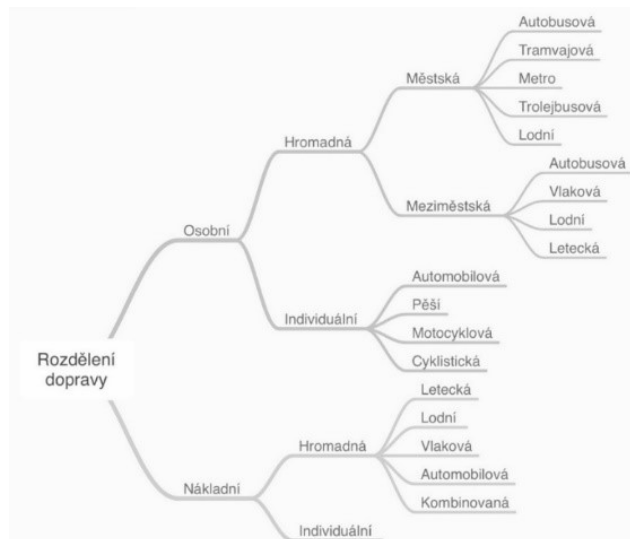 Autobusová
Tramvajová
Městská
Metro
Trolejbusová
Hromadná
Lodní
Autobusová
Vlaková
Meziměstská
Lodní
Osobní
Letecká
Automobilová
Pěší
Individuální
Motocyklová
Cyklistická
Rozdělení
dopravy
Letecká
Lodní
Hromadná
Vlaková
Automobilová
Nákladní
Kombinovaná
Individuální